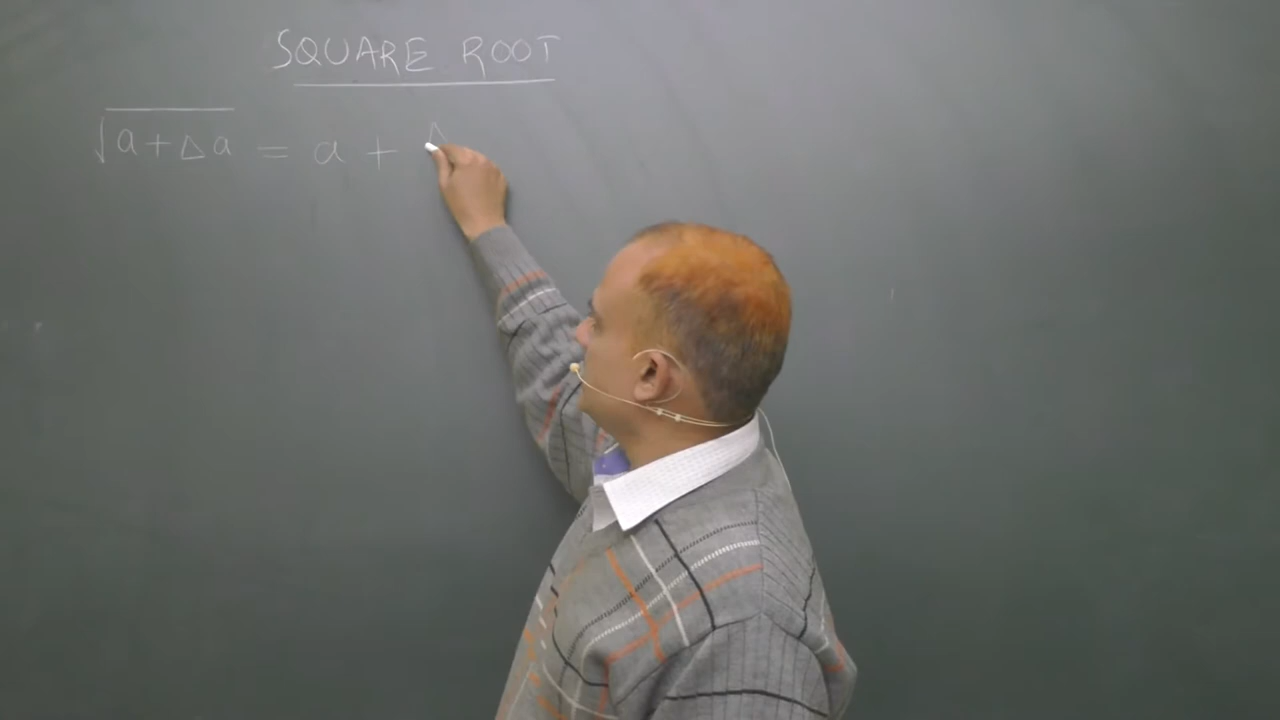 SQUARE ROOT
√a+△a = a + △